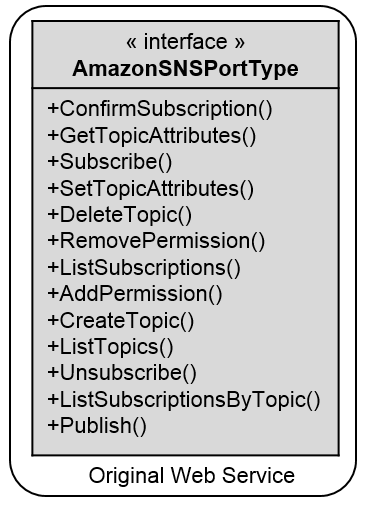 « interface »
AmazonSNSPortType
+ConfirmSubscription()
+GetTopicAttributes()
+Subscribe()
+SetTopicAttributes()
+DeleteTopic()
+RemovePermission()
+ListSubscriptions()
+AddPermission()
+CreateTopic()
+ListTopics()
+Unsubscribe()
+ListSubscriptionsByTopic()
+Publish()
Original Web Service